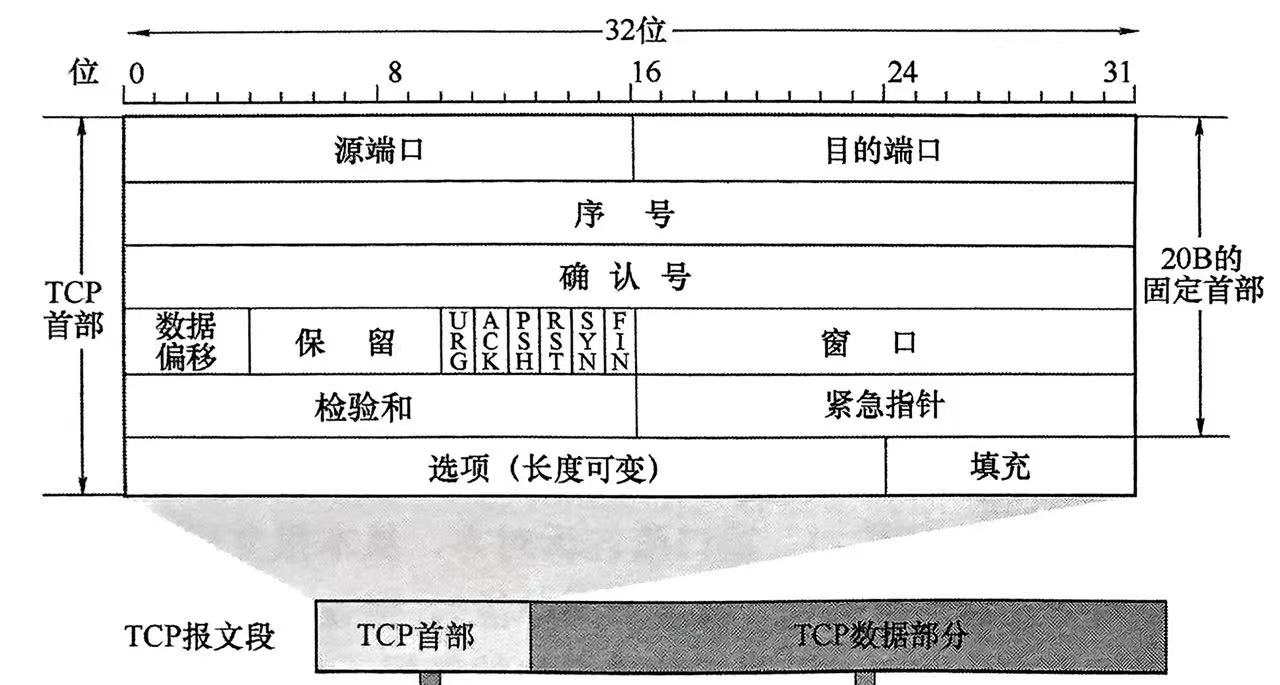 32位
位 0 8 16 24 31
源端口 目的端口
序 号
确 认 号
TCP
首部
20B的
固定首部
数据
偏移
保 留
URG
ACK
PSH
RST
SYN
FIN
窗 口
检验和 紧急指针
选项（长度可变） 填充
TCP报文段 TCP首部 TCP数据部分